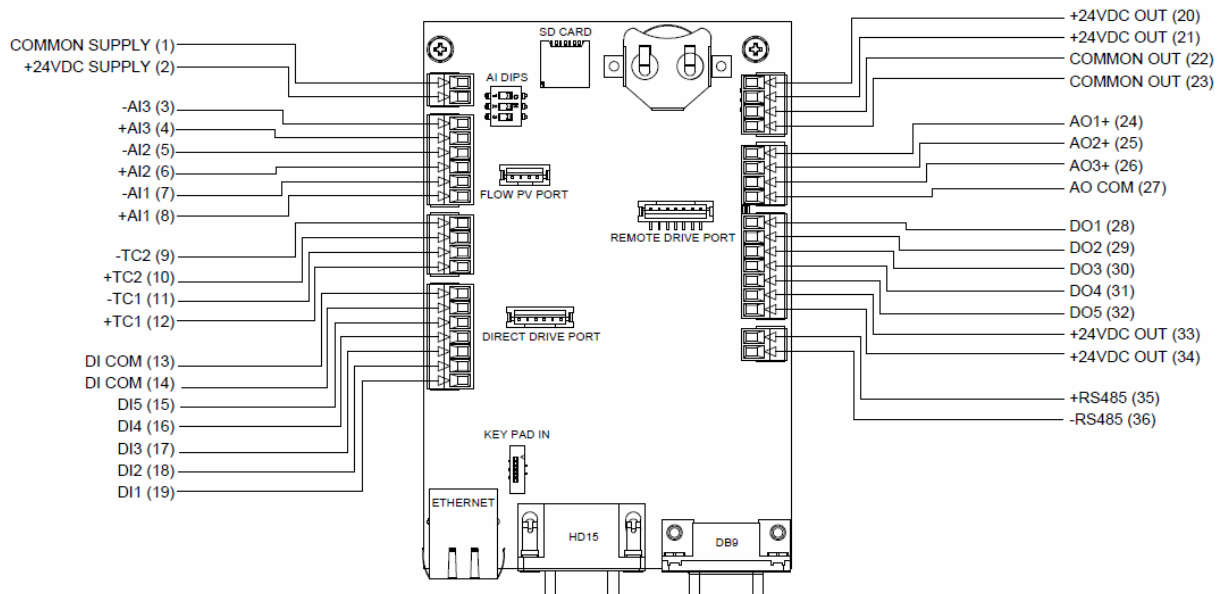 COMMON SUPPLY (1)
+24VDC SUPPLY (2)
-AI3 (3)
+AI3 (4)
-AI2 (5)
+AI2 (6)
-AI1 (7)
+AI1 (8)
-TC2 (9)
+TC2 (10)
-TC1 (11)
+TC1 (12)
DI COM (13)
DI COM (14)
DI5 (15)
DI4 (16)
DI3 (17)
DI2 (18)
DI1 (19)
SD CARD
AI DIPS
FLOW PV PORT
REMOTE DRIVE PORT
DIRECT DRIVE PORT
KEY PAD IN
ETHERNET
HD15
DB9
+24VDC OUT (20)
+24VDC OUT (21)
COMMON OUT (22)
COMMON OUT (23)
AO1+ (24)
AO2+ (25)
AO3+ (26)
AO COM (27)
DO1 (28)
DO2 (29)
DO3 (30)
DO4 (31)
DO5 (32)
+24VDC OUT (33)
+24VDC OUT (34)
+RS485 (35)
-RS485 (36)